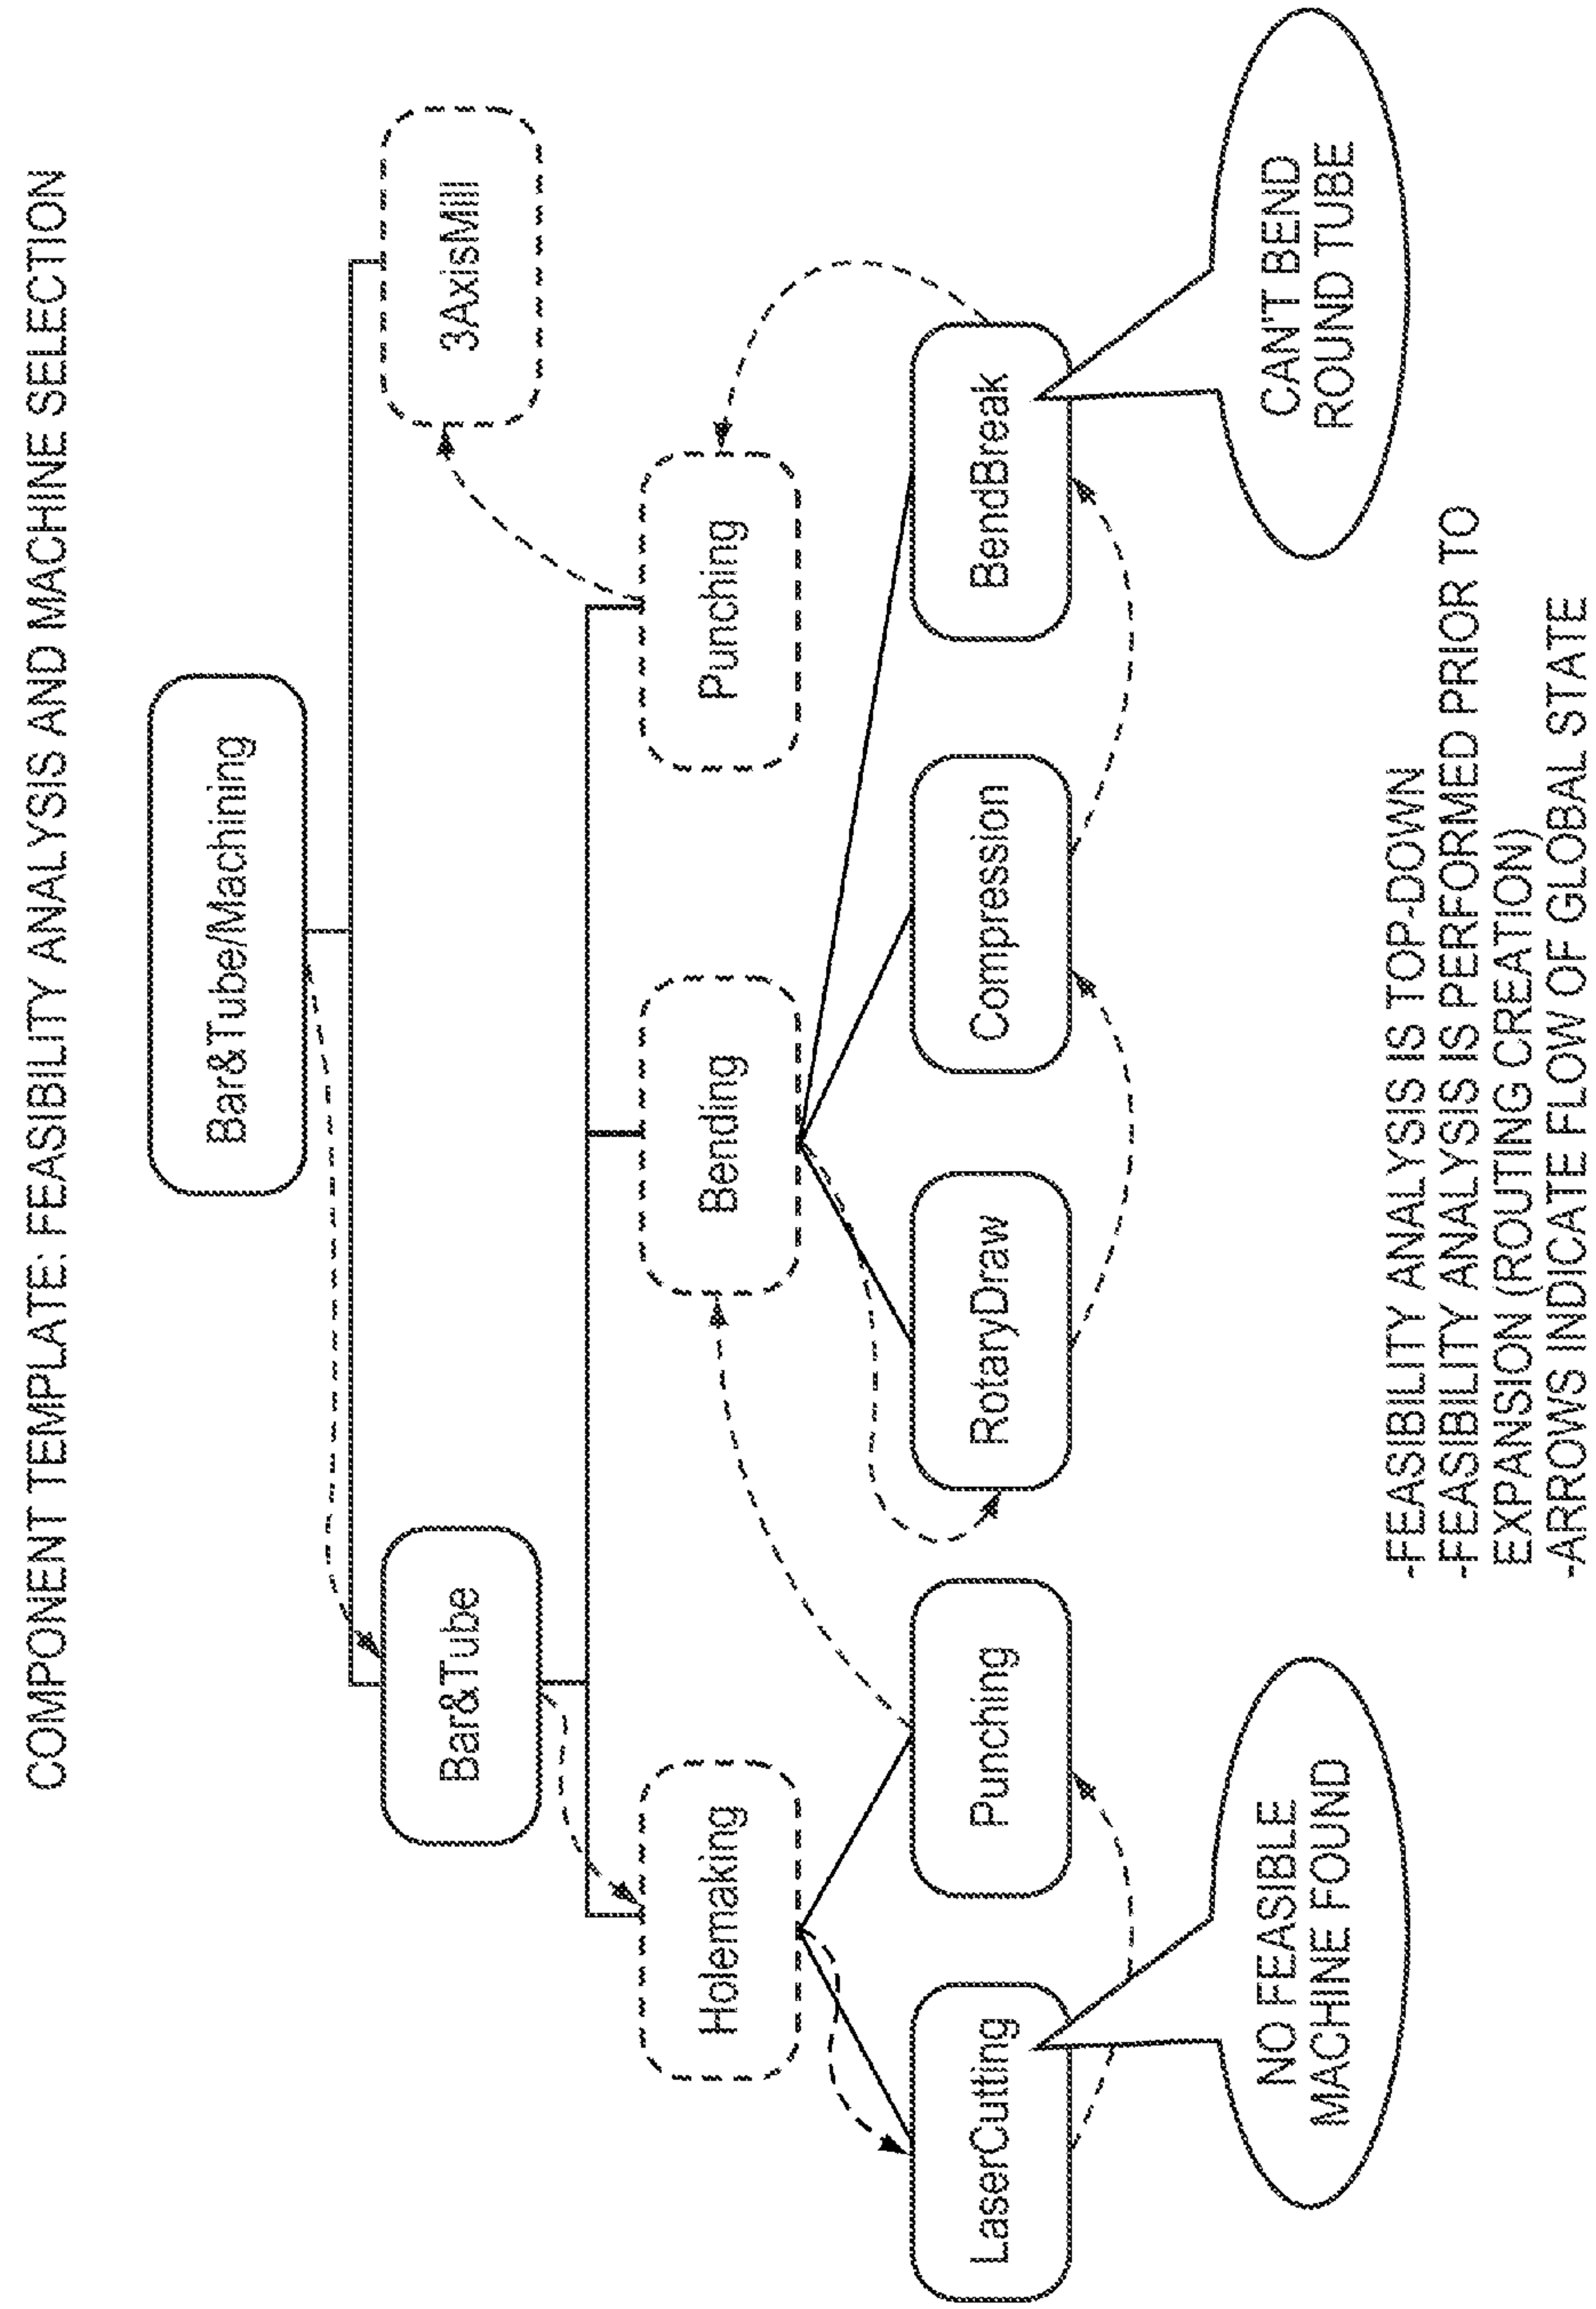 COMPONENT TEMPLATE: FEASIBILITY ANALYSIS AND MACHINE SELECTION
Bar&Tube/Machining
Bar&Tube
3AxisMill
Holemaking
Bending
Punching
LaserCutting
Punching
RotaryDraw
Compression
BendBreak
NO FEASIBLE
MACHINE FOUND
CAN'T BEND
ROUND TUBE
-FEASIBILITY ANALYSIS IS TOP-DOWN
-FEASIBILITY ANALYSIS IS PERFORMED PRIOR TO
EXPANSION (ROUTING CREATION)
-ARROWS INDICATE FLOW OF GLOBAL STATE